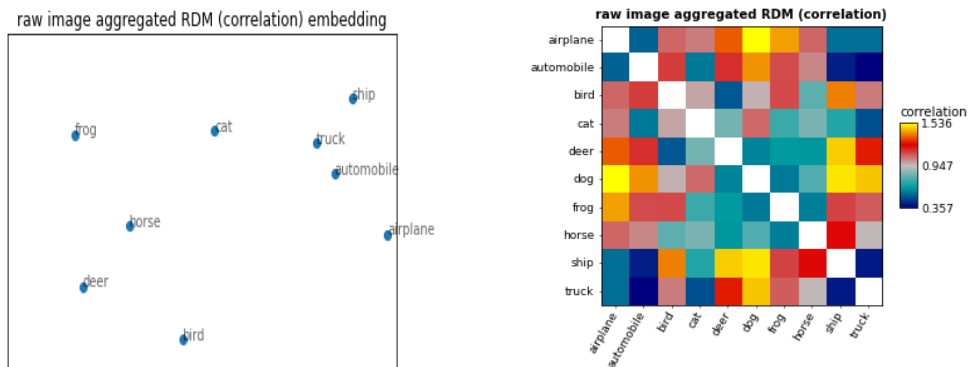 raw image aggregated RDM (correlation) embedding
ship
frog
cat
truck
automobile
horse
airplane
deer
bird
raw image aggregated RDM (correlation)
airplane
automobile
bird
cat
deer
dog
frog
horse
ship
truck
airplane
automobile
bird
cat
deer
dog
frog
horse
ship
truck
correlation
1.536
0.947
0.357